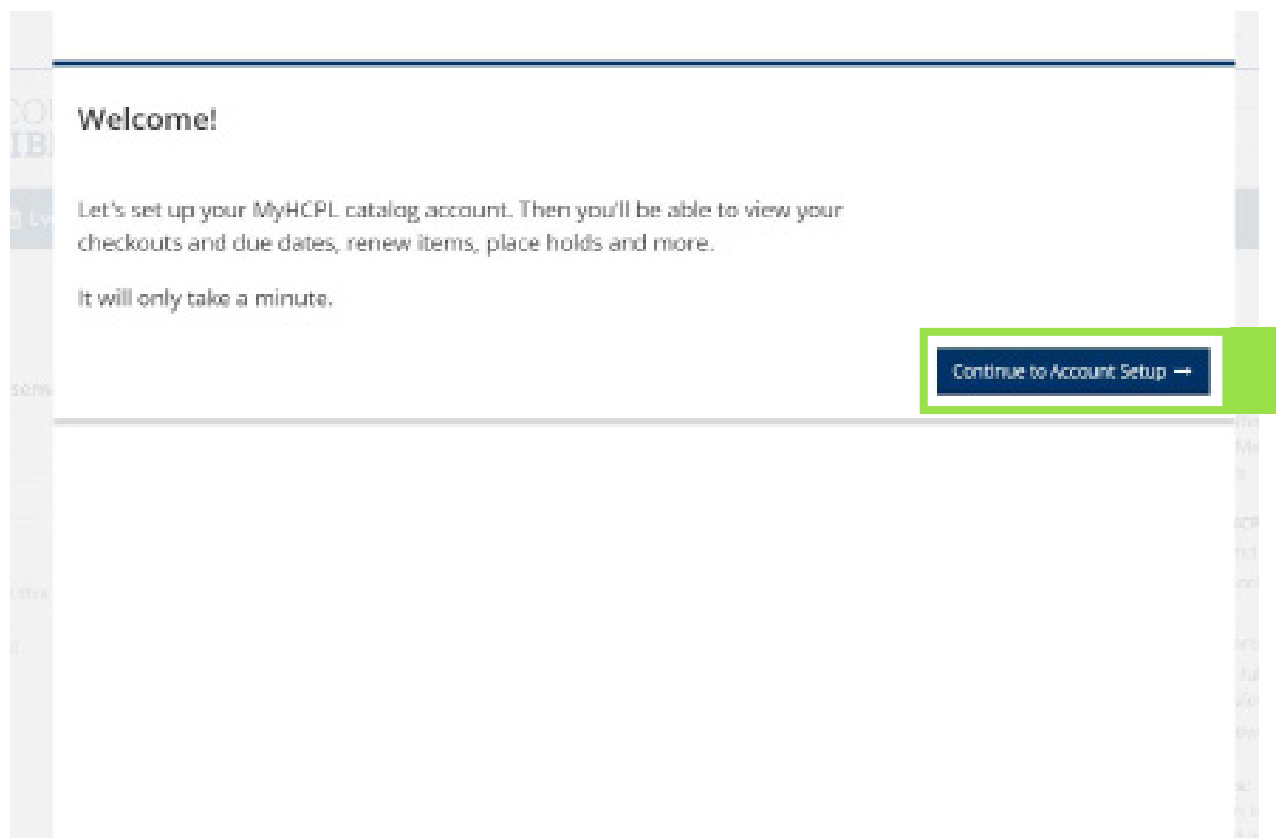 Welcome!
Let's set up your MyHCPL catalog account. Then you'll be able to view your
checkouts and due dates, renew items, place holds and more.
It will only take a minute.
Continue to Account Setup →